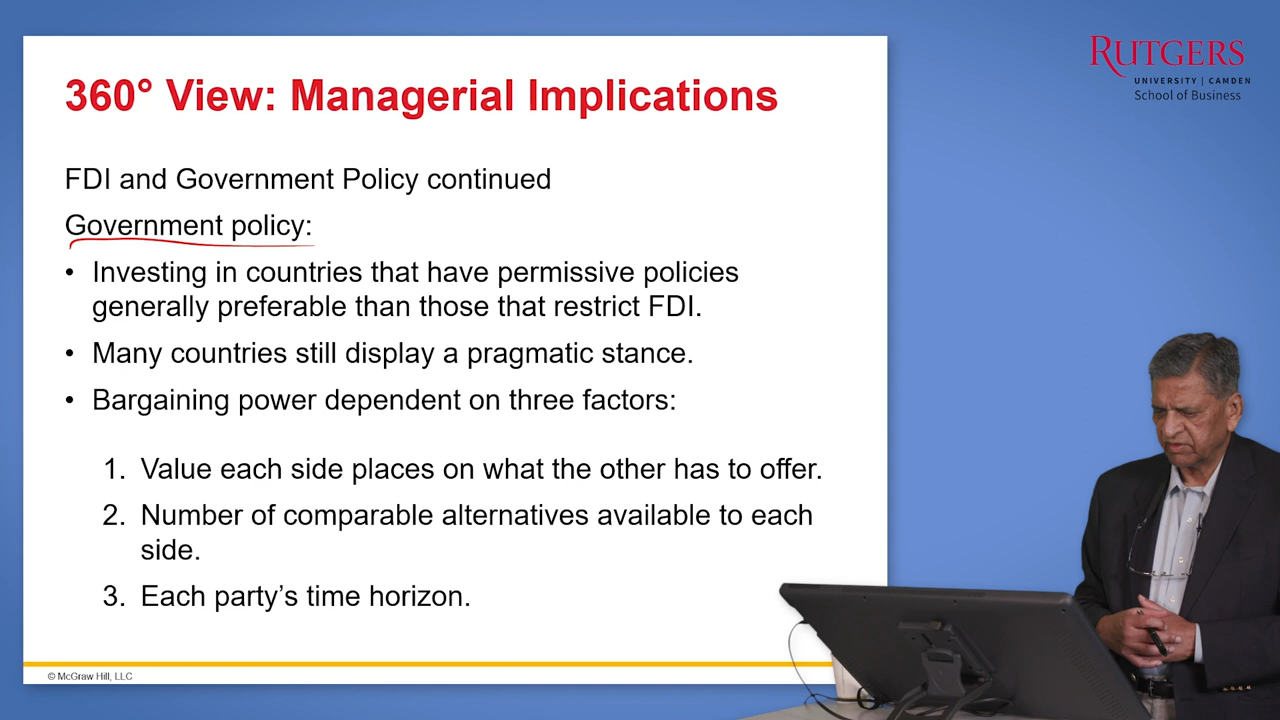 360° View: Managerial Implications
RUTGERS
UNIVERSITY | CAMDEN
School of Business
FDI and Government Policy continued
Government policy:
• Investing in countries that have permissive policies
generally preferable than those that restrict FDI.
• Many countries still display a pragmatic stance.
• Bargaining power dependent on three factors:
1. Value each side places on what the other has to offer.
2. Number of comparable alternatives available to each
side.
3. Each party's time horizon.
© McGraw Hill, LLC